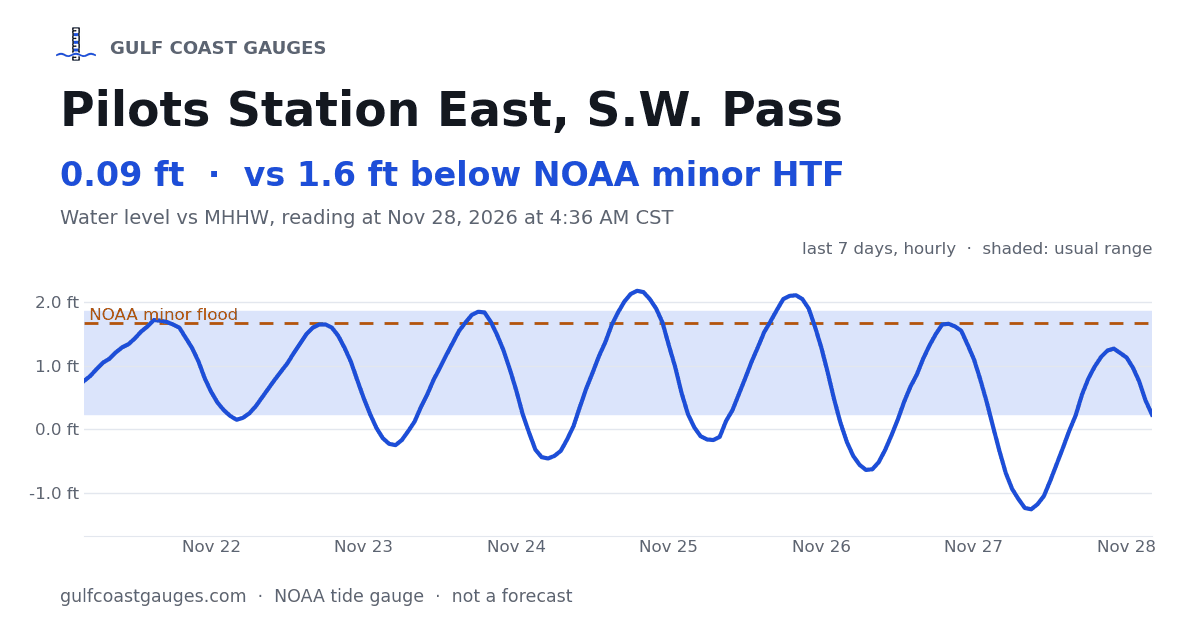 GULF COAST GAUGES
Pilots Station East, S.W. Pass
0.09 ft · vs 1.6 ft below NOAA minor HTF
Water level vs MHHW, reading at Nov 28, 2026 at 4:36 AM CST
last 7 days, hourly · shaded: usual range
2.0 ft
NOAA minor flood
1.0 ft
0.0 ft
-1.0 ft
Nov 22 Nov 23 Nov 24 Nov 25 Nov 26 Nov 27 Nov 28
gulfcoastgauges.com · NOAA tide gauge · not a forecast